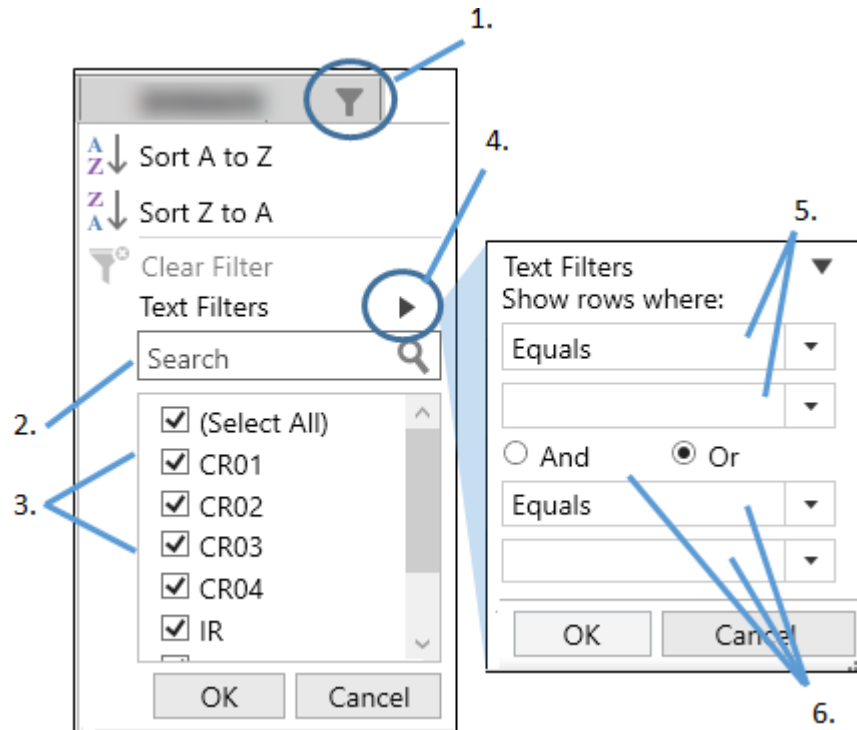 1.
Sort A to Z
4.
Sort Z to A
5.
Clear Filter
Text Filters
Text Filters
Show rows where:
Search
Equals
2.
(Select All)
CR01
And Or
3.
CR02
Equals
CR03
CR04
IR
OK Cancel
OK Cancel
6.